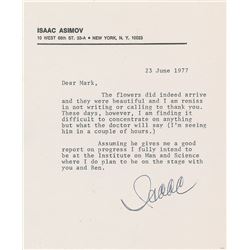 ISAAC ASIMOV
10 WEST 66th ST. 33-A • NEW YORK, N. Y. 10023
23 June 1977
Dear Mark,
The flowers did indeed arrive
and they were beautiful and I am remiss
in not writing or calling to thank you.
These days, however, I am finding it
difficult to concentrate on anything
but what the doctor will say (I'm seeing
him in a couple of hours.)
Assuming he gives me a good
report on progress I fully intend to
be at the Institute on Man and Science
where I do plan to be on the stage with
you and Ben.
Isaac